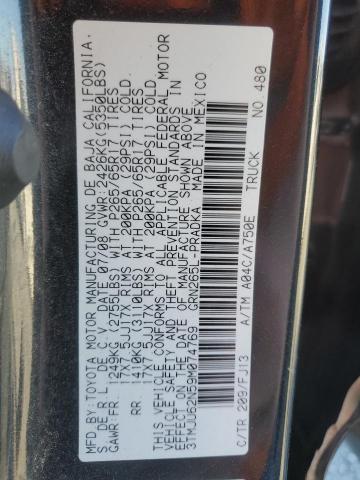 MFD.BY:TOYOTA MOTOR MANUFACTURING DE BAJA CALIFORNIA.
S DE R L DE C.V. DATE 07/08 GVWR:2426KG(5350LBS)
GAWR FR. 1249KG (2755LBS) WITH P265/65R17 TIRES
17X7.5JJ RIMS AT 200KPA (29PSI) COLD.
RR. 1410KG (3110LBS) WITH P265/65R17 TIRES
17X7.5JJ RIMS AT 200KPA (29PSI) COLD.
THIS VEHICLE CONFORMS TO ALL APPLICABLE FEDERAL MOTOR
VEHICLE SAFETY AND THEFT PREVENTION STANDARDS IN
EFFECT ON THE DATE OF MANUFACTURE SHOWN ABOVE
3TMJU62N59M074769 GRN265L-PRADKA MADE IN MEXICO
C/TR 209/FJ13 A/TM A04C/A750E TRUCK NO 480